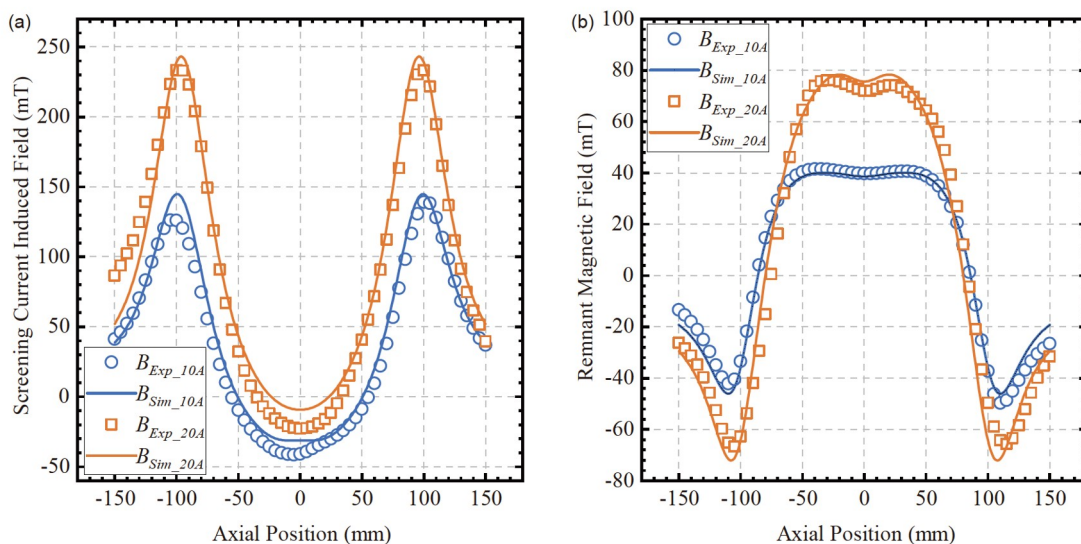 (a)
Screening Current Induced Field (mT)
250
200
150
100
50
0
-50
B_Exp_10A
B_Sim_10A
B_Exp_20A
B_Sim_20A
-150 -100 -50 0 50 100 150
Axial Position (mm)
(b)
Remnant Magnetic Field (mT)
100
80
60
40
20
0
-20
-40
-60
-80
B_Exp_10A
B_Sim_10A
B_Exp_20A
B_Sim_20A
-150 -100 -50 0 50 100 150
Axial Position (mm)